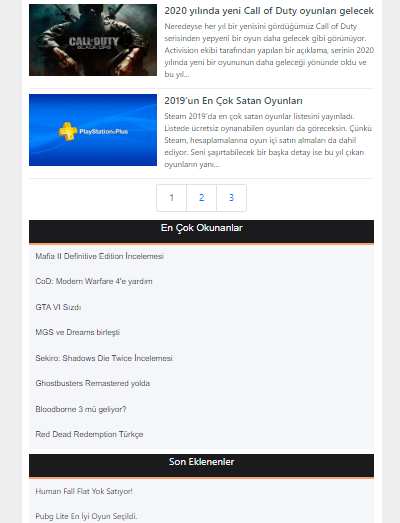 2020 yılında yeni Call of Duty oyunları gelecek
Neredeyse her yıl bir yenisini gördüğümüz Call of Duty
serisinden yepyeni bir oyun daha gelecek gibi görünüyor.
Activision ekibi tarafından yapılan bir açıklama, serinin 2020
yılında yeni bir oyununun daha geleceği yönünde oldu ve
bu yıl...
CALL OF DUTY
BLACK OPS
2019'un En Çok Satan Oyunları
Steam 2019'da en çok satan oyunlar listesini yayınladı.
Listede ücretsiz oynanabilen oyunları da göreceksin. Çünkü
Steam, hesaplamalarına oyun içi satın almaları da dahil
ediyor. Seni şaşırtabilecek bir başka detay ise bu yıl çıkan
oyunların yanı...
PlayStation Plus
1 2 3
En Çok Okunanlar
Mafia II Definitive Edition İncelemesi
CoD: Modern Warfare 4'e yardım
GTA VI Sızdı
MGS ve Dreams birleşti
Sekiro: Shadows Die Twice İncelemesi
Ghostbusters Remastered yolda
Bloodborne 3 mü geliyor?
Red Dead Redemption Türkçe
Son Eklenenler
Human Fall Flat Yok Satıyor!
Pubg Lite En İyi Oyun Seçildi.